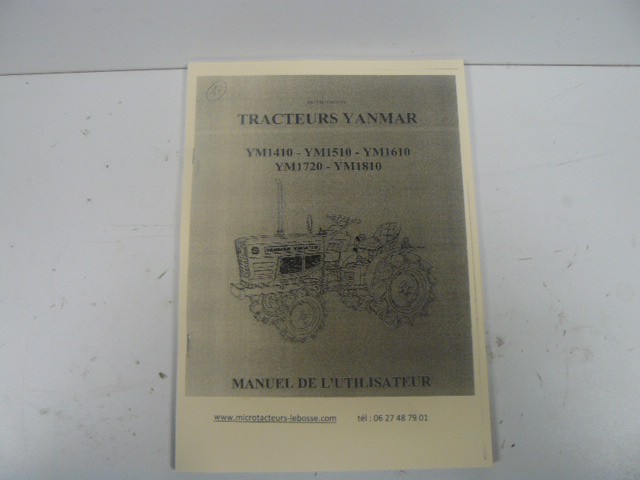 TRACTEURS YANMAR
YM1410 - YM1510 - YM1610
YM1720 - YM1810
MANUEL DE L'UTILISATEUR
www.microtacteurs-lebosse.com tél : 06 27 48 79 01